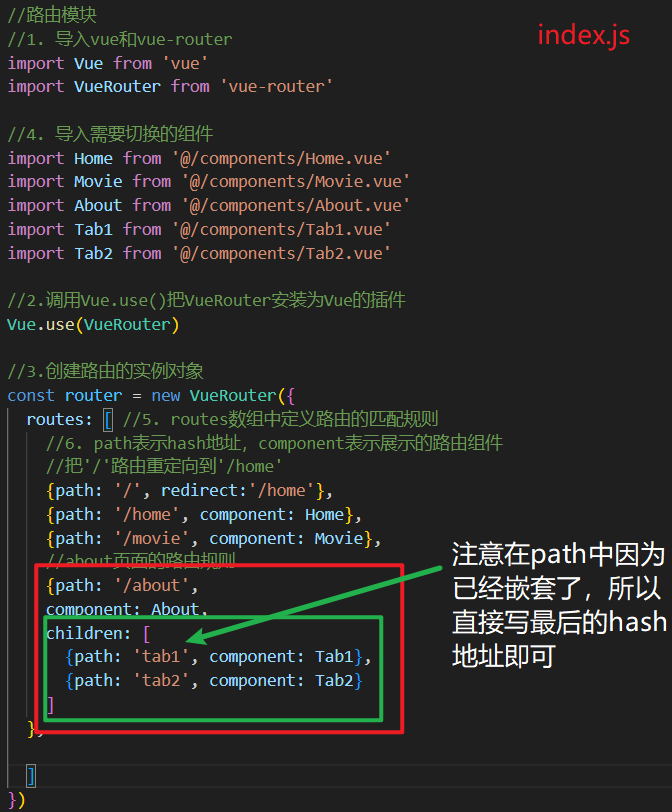 //路由模块
index.js
//1. 导入vue和vue-router
import Vue from 'vue'
import VueRouter from 'vue-router'
//4. 导入需要切换的组件
import Home from '@/components/Home.vue'
import Movie from '@/components/Movie.vue'
import About from '@/components/About.vue'
import Tab1 from '@/components/Tab1.vue'
import Tab2 from '@/components/Tab2.vue'
//2.调用Vue.use()把VueRouter安装为Vue的插件
Vue.use(VueRouter)
//3.创建路由的实例对象
const router = new VueRouter({
routes: [ //5. routes数组中定义路由的匹配规则
//6. path表示hash地址，component表示展示的路由组件
//把'/'路由重定向到'/home'
{path: '/', redirect:'/home'},
{path: '/home', component: Home},
{path: '/movie', component: Movie},
//about页面的路由规则
{path: '/about',
component: About,
children: [
{path: 'tab1', component: Tab1},
{path: 'tab2', component: Tab2}
]
},
]
})
注意在path中因为
已经嵌套了，所以
直接写最后的hash
地址即可